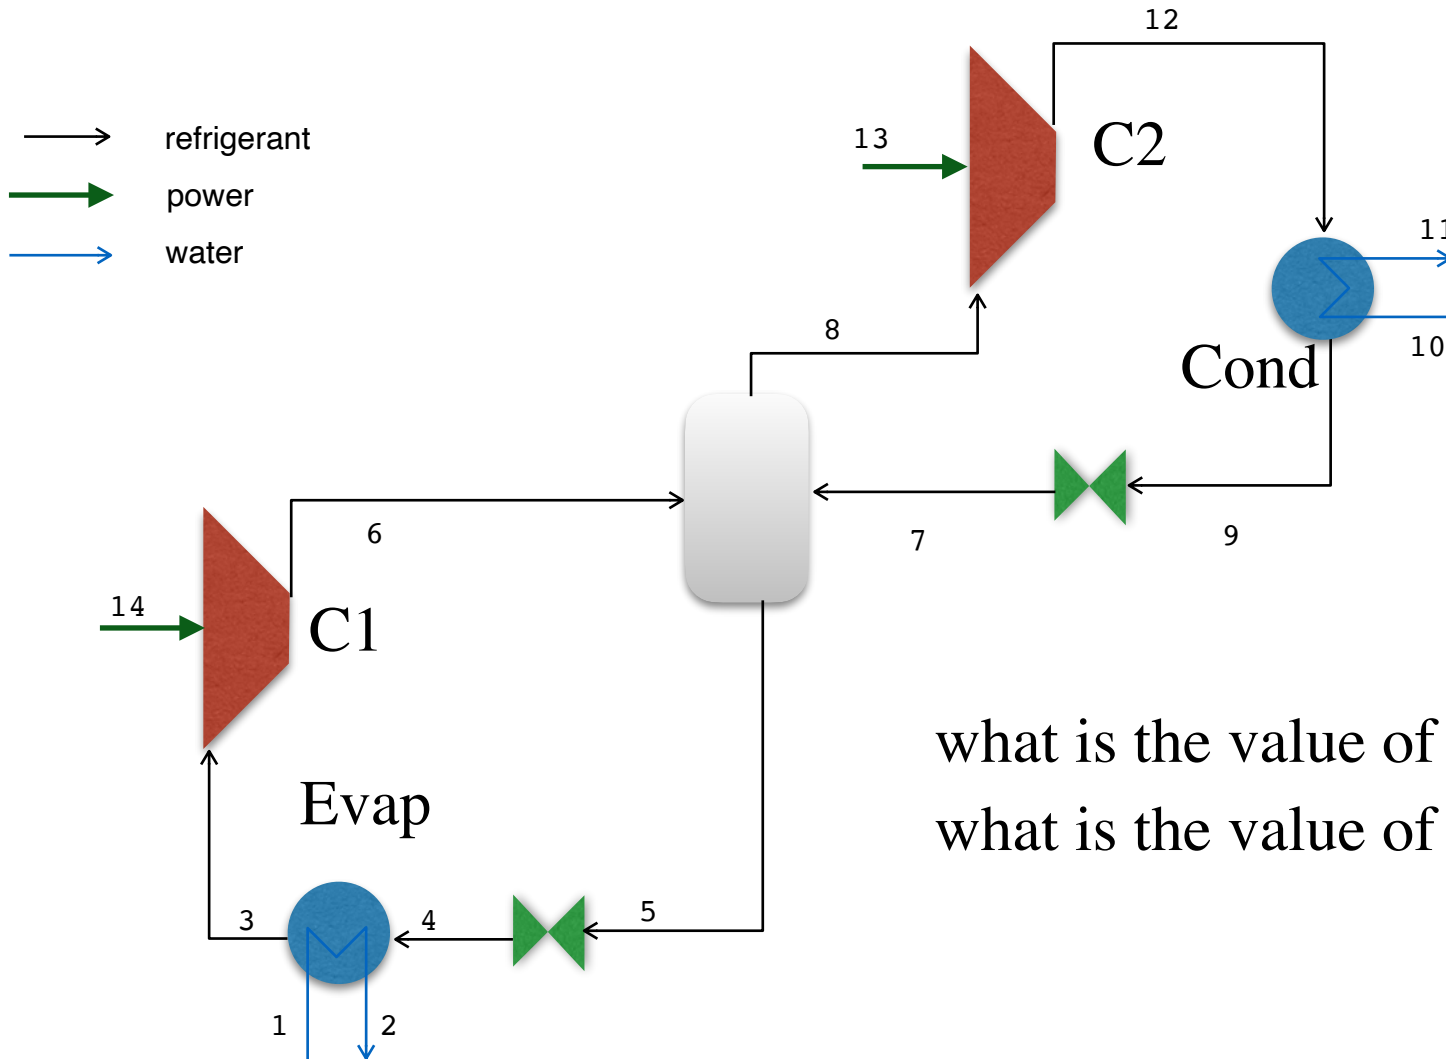 12
refrigerant
13
C2
power
11
water
8
10
Cond
6
7
9
14
C1
what is the value of
Evap
what is the value of
3
4
5
1
2